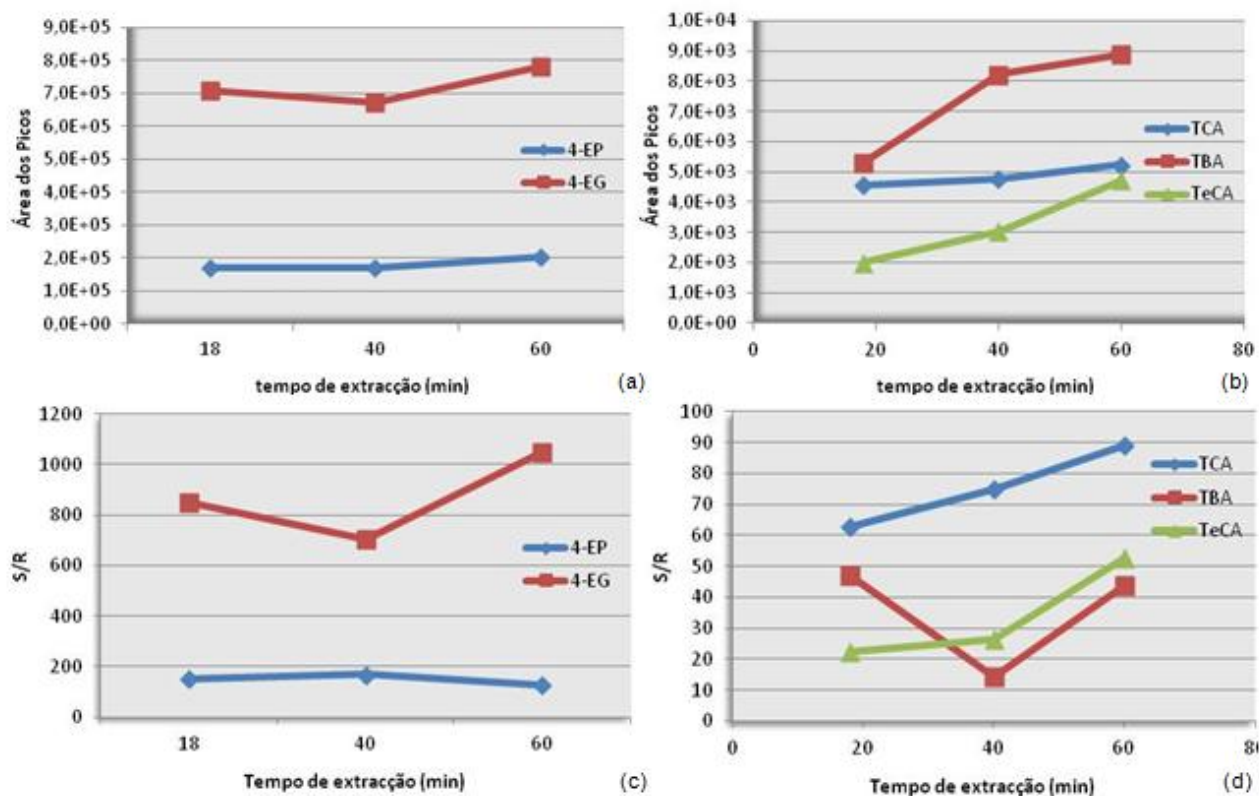 9,0E+05
8,0E+05
7,0E+05
6,0E+05
5,0E+05
4,0E+05
3,0E+05
2,0E+05
1,0E+05
0,0E+00
Área dos Picos
4-EP
4-EG
18 40 60
tempo de extracção (min) (a)
1,0E+04
9,0E+03
8,0E+03
7,0E+03
6,0E+03
5,0E+03
4,0E+03
3,0E+03
2,0E+03
1,0E+03
0,0E+00
Área dos Picos
TCA
TBA
TeCA
0 20 40 60 80
tempo de extracção (min) (b)
1200
1000
800
600
400
200
0
S/R
4-EP
4-EG
18 40 60
Tempo de extracção (min) (c)
100
90
80
70
60
50
40
30
20
10
0
S/R
TCA
TBA
TeCA
0 20 40 60 80
Tempo de extracção (min) (d)